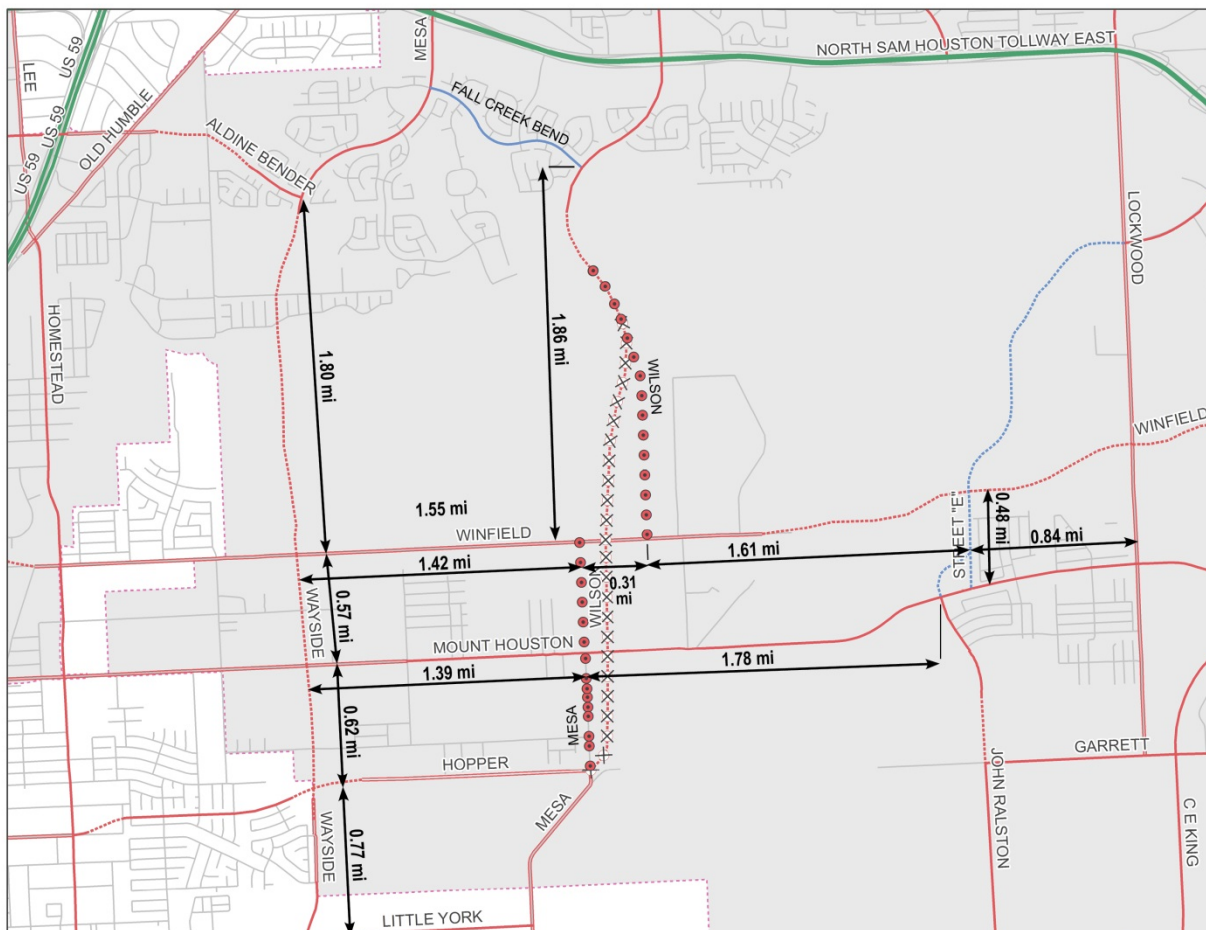 MESA
NORTH SAM HOUSTON TOLLWAY EAST
LEE
US 59
US 59
US 59
OLD HUMBLE
FALL CREEK BEND
ALDINE BENDER
LOCKWOOD
HOMESTEAD
1.80 mi
1.86 mi
WILSON
WINFIELD
1.55 mi
WINFIELD
STREET "E"
0.48 mi
1.42 mi
0.31
mi
1.61 mi
0.84 mi
0.57 mi
WAYSIDE
WILSON
MOUNT HOUSTON
1.39 mi
1.78 mi
0.62 mi
MESA
HOPPER
GARRETT
MESA
JOHN RALSTON
C E KING
WAYSIDE
0.77 mi
LITTLE YORK